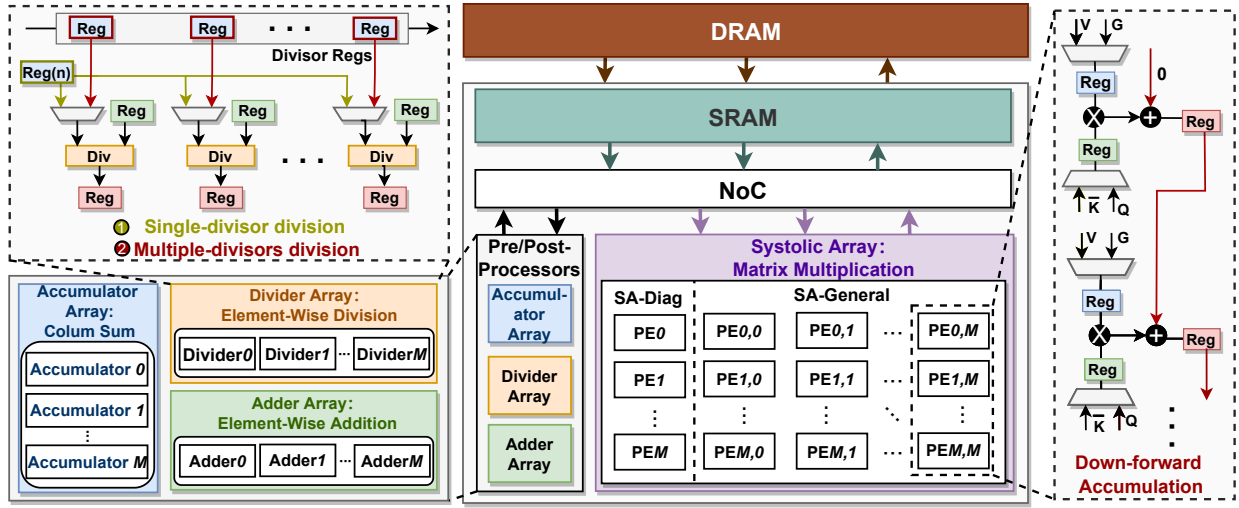 Reg
Reg
. . .
Reg
Divisor Regs
Reg(n)
Reg
Reg
Reg
Div
Div
. . .
Div
Reg
Reg
Reg
1 Single-divisor division
2 Multiple-divisors division
Accumulator
Array:
Colum Sum
Accumulator 0
Accumulator 1
...
Accumulator M
Divider Array:
Element-Wise Division
Divider0
Divider1
...
DividerM
Adder Array:
Element-Wise Addition
Adder0
Adder1
...
AdderM
DRAM
SRAM
NoC
Pre/Post-
Processors
Accumul-
ator
Array
Divider
Array
Adder
Array
Systolic Array:
Matrix Multiplication
SA-Diag
SA-General
PE0
PE0,0
PE0,1
...
PE0,M
PE1
PE1,0
PE1,1
...
PE1,M
...
...
...
...
...
PEM
PEM,0
PEM,1
...
PEM,M
V
G
Reg
0
X
+
Reg
Reg
K̅
Q
V
G
Reg
X
+
Reg
Reg
K̅
Q
...
Down-forward
Accumulation